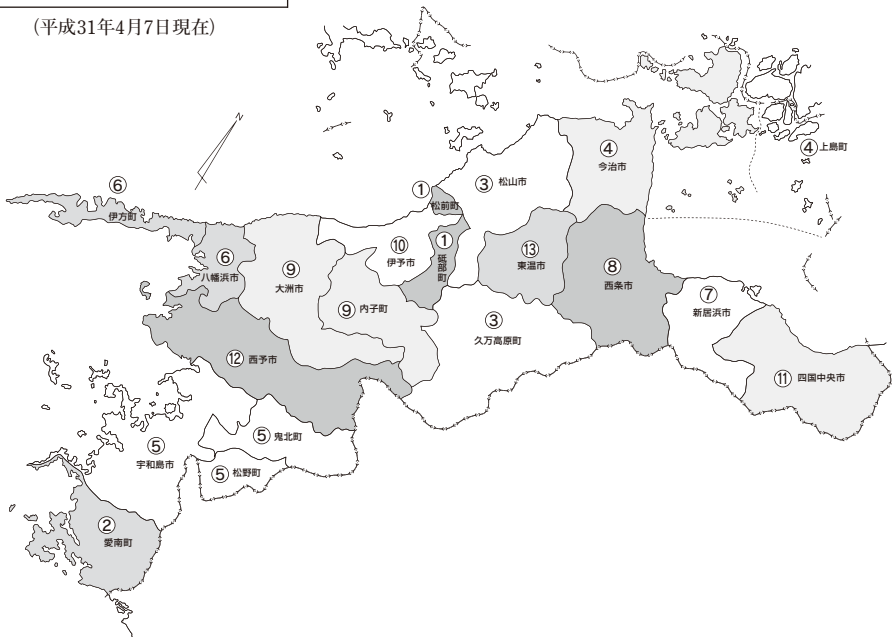 (平成31年4月7日現在)
N
④ 上島町
④
今治市
③ 松山市
①
松前町
⑥
伊方町
⑥
八幡浜市
⑨
大洲市
⑩
伊予市
①
砥部町
⑬
東温市
⑧
西条市
⑦
新居浜市
⑨ 内子町
③
久万高原町
⑫ 西予市
⑪ 四国中央市
⑤ 鬼北町
⑤
宇和島市
⑤ 松野町
②
愛南町